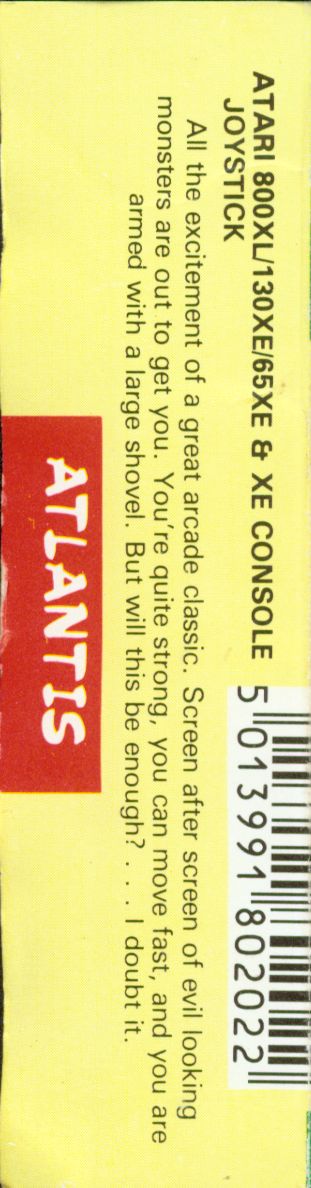 ATARI 800XL/130XE/65XE & XE CONSOLE
JOYSTICK
All the excitement of a great arcade classic. Screen after screen of evil looking
monsters are out to get you. You're quite strong, you can move fast, and you are
armed with a large shovel. But will this be enough? . . . I doubt it.
ATLANTIS
5 013991 802022